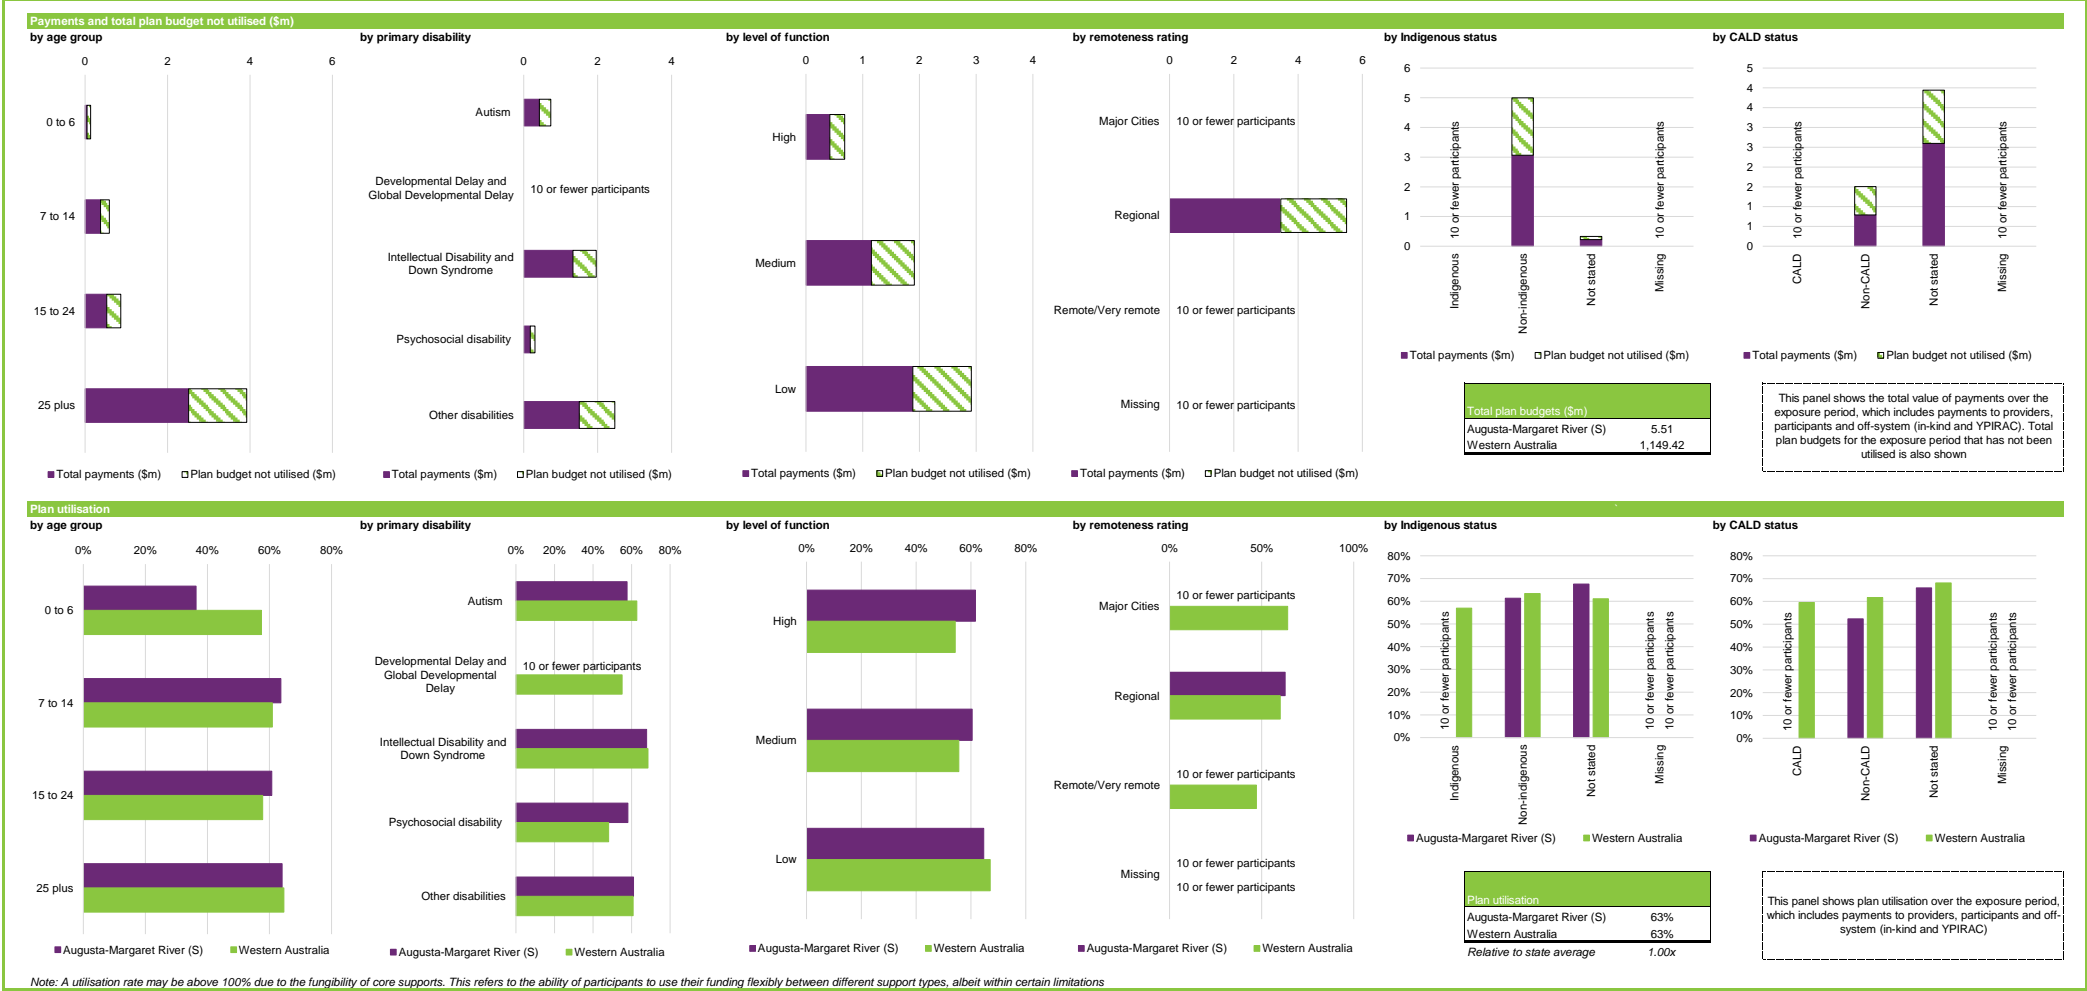 Payments and total plan budget not utilised ($m)
by age group
0 2 4 6
0 to 6
7 to 14
15 to 24
25 plus
Total payments ($m) Plan budget not utilised ($m)
by primary disability
0 2 4
Autism
Developmental Delay and
Global Developmental Delay
10 or fewer participants
Intellectual Disability and
Down Syndrome
Psychosocial disability
Other disabilities
Total payments ($m) Plan budget not utilised ($m)
by level of function
0 1 2 3 4
High
Medium
Low
Total payments ($m) Plan budget not utilised ($m)
by remoteness rating
0 2 4 6
Major Cities 10 or fewer participants
Regional
Remote/Very remote 10 or fewer participants
Missing 10 or fewer participants
Total payments ($m) Plan budget not utilised ($m)
by Indigenous status
6
5
4
3
2
1
0
10 or fewer participants
10 or fewer participants
Indigenous
Non-indigenous
Not stated
Missing
Total payments ($m) Plan budget not utilised ($m)
Total plan budgets ($m)
Augusta-Margaret River (S) 5.51
Western Australia 1,149.42
by CALD status
5
4
4
3
3
2
2
1
1
0
10 or fewer participants
10 or fewer participants
CALD
Non-CALD
Not stated
Missing
Total payments ($m) Plan budget not utilised ($m)
This panel shows the total value of payments over the
exposure period, which includes payments to providers,
participants and off-system (in-kind and YPIRAC). Total
plan budgets for the exposure period that has not been
utilised is also shown
Plan utilisation
by age group
0% 20% 40% 60% 80%
0 to 6
7 to 14
15 to 24
25 plus
Augusta-Margaret River (S) Western Australia
by primary disability
0% 20% 40% 60% 80%
Autism
Developmental Delay and
Global Developmental
Delay
10 or fewer participants
Intellectual Disability and
Down Syndrome
Psychosocial disability
Other disabilities
Augusta-Margaret River (S) Western Australia
by level of function
0% 20% 40% 60% 80%
High
Medium
Low
Augusta-Margaret River (S) Western Australia
by remoteness rating
0% 50% 100%
Major Cities
10 or fewer participants
Regional
Remote/Very remote
10 or fewer participants
Missing
10 or fewer participants
10 or fewer participants
Augusta-Margaret River (S) Western Australia
by Indigenous status
80%
70%
60%
50%
40%
30%
20%
10%
0%
10 or fewer participants
10 or fewer participants
10 or fewer participants
Indigenous
Non-indigenous
Not stated
Missing
Augusta-Margaret River (S) Western Australia
Plan utilisation
Augusta-Margaret River (S) 63%
Western Australia 63%
Relative to state average 1.00x
by CALD status
80%
70%
60%
50%
40%
30%
20%
10%
0%
10 or fewer participants
10 or fewer participants
10 or fewer participants
CALD
Non-CALD
Not stated
Missing
Augusta-Margaret River (S) Western Australia
This panel shows plan utilisation over the exposure period,
which includes payments to providers, participants and off-
system (in-kind and YPIRAC)
Note: A utilisation rate may be above 100% due to the fungibility of core supports. This refers to the ability of participants to use their funding flexibly between different support types, albeit within certain limitations